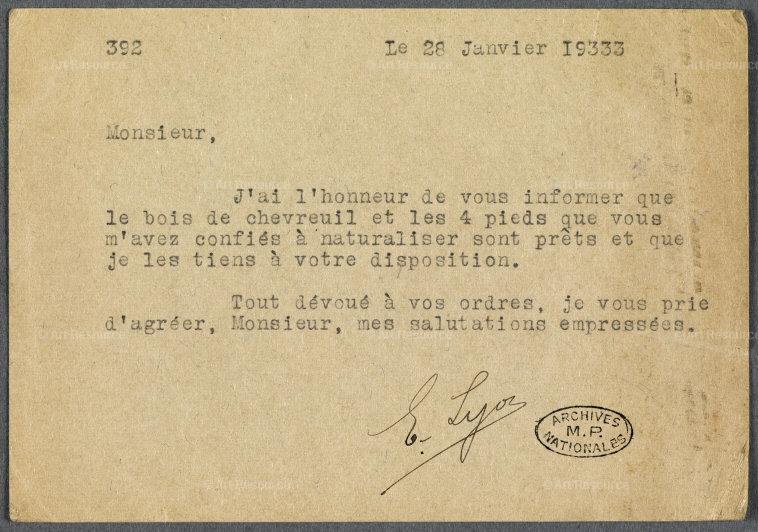 392 Le 28 Janvier I9333
Monsieur,
J'ai l'honneur de vous informer que
le bois de chevreuil et les 4 pieds que vous
m'avez confiés à naturaliser sont prêts et que
je les tiens à votre disposition.
Tout dévoué à vos ordres, je vous prie
d'agréer, Monsieur, mes salutations empressées.
E. Lyon
ARCHIVES
M.P.
NATIONALES